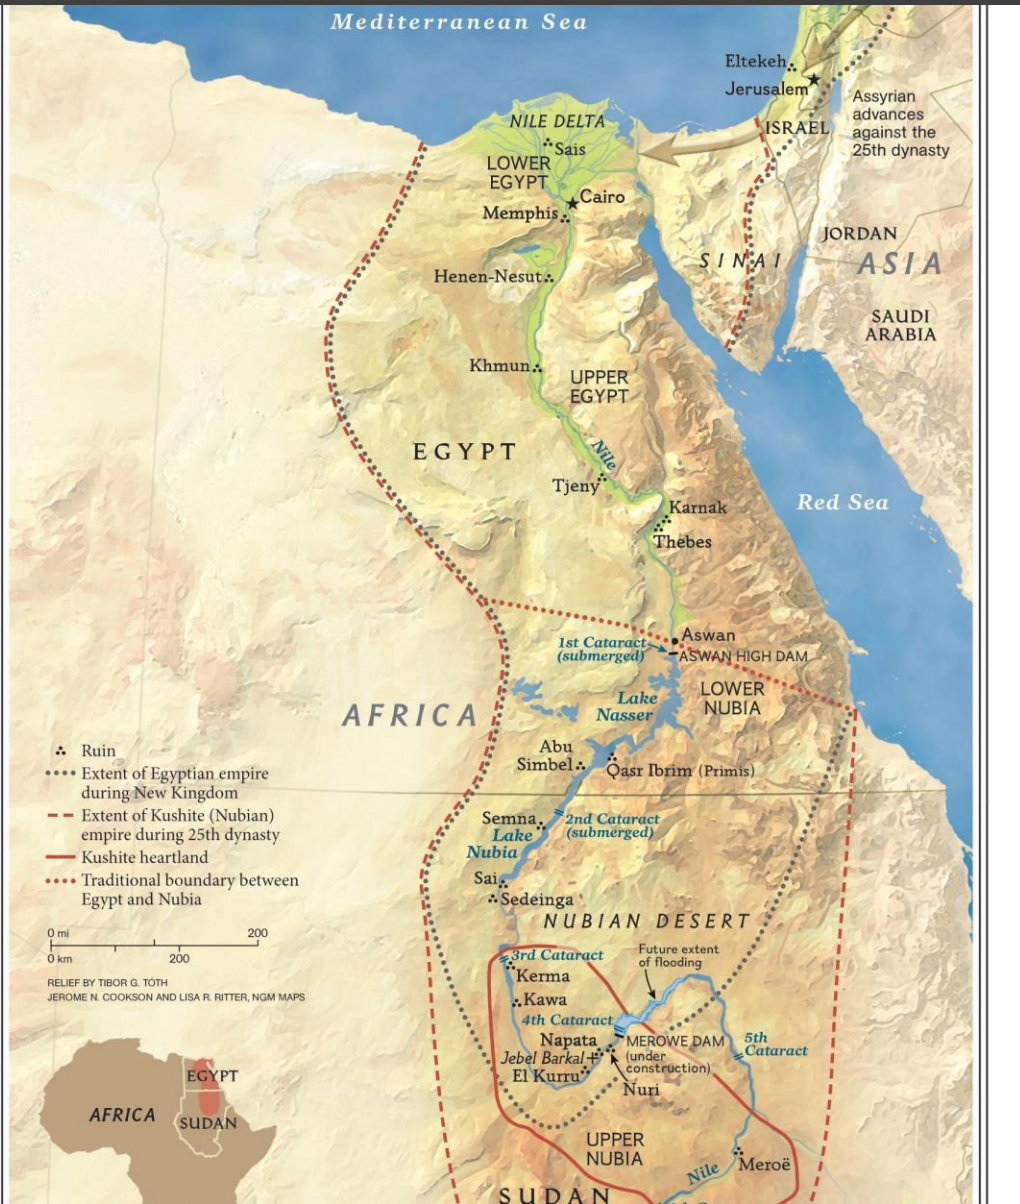 Mediterranean Sea
Eltekeh
Jerusalem
Assyrian
advances
against the
25th dynasty
ISRAEL
NILE DELTA
Sais
LOWER
EGYPT
Cairo
Memphis
JORDAN
SINAI
ASIA
Henen-Nesut
SAUDI
ARABIA
Khmun
UPPER
EGYPT
EGYPT
Nile
Tjeny
Red Sea
Karnak
Thebes
Aswan
1st Cataract
(submerged)
ASWAN HIGH DAM
LOWER
NUBIA
Lake
Nasser
AFRICA
Abu
Simbel
Qasr Ibrim (Primis)
Ruin
Extent of Egyptian empire
during New Kingdom
Extent of Kushite (Nubian)
empire during 25th dynasty
Kushite heartland
Traditional boundary between
Egypt and Nubia
Semna
2nd Cataract
(submerged)
Lake
Nubia
Sai
Sedeinga
NUBIAN DESERT
0 mi
200
0 km
200
RELIEF BY TIBOR G. TÓTH
JEROME N. COOKSON AND LISA R. RITTER, NGM MAPS
Future extent
of flooding
3rd Cataract
Kerma
Kawa
4th Cataract
Napata
MEROWE DAM
(under
construction)
5th
Cataract
Jebel Barkal
El Kurru
Nuri
EGYPT
AFRICA
SUDAN
UPPER
NUBIA
Meroë
Nile
SUDAN